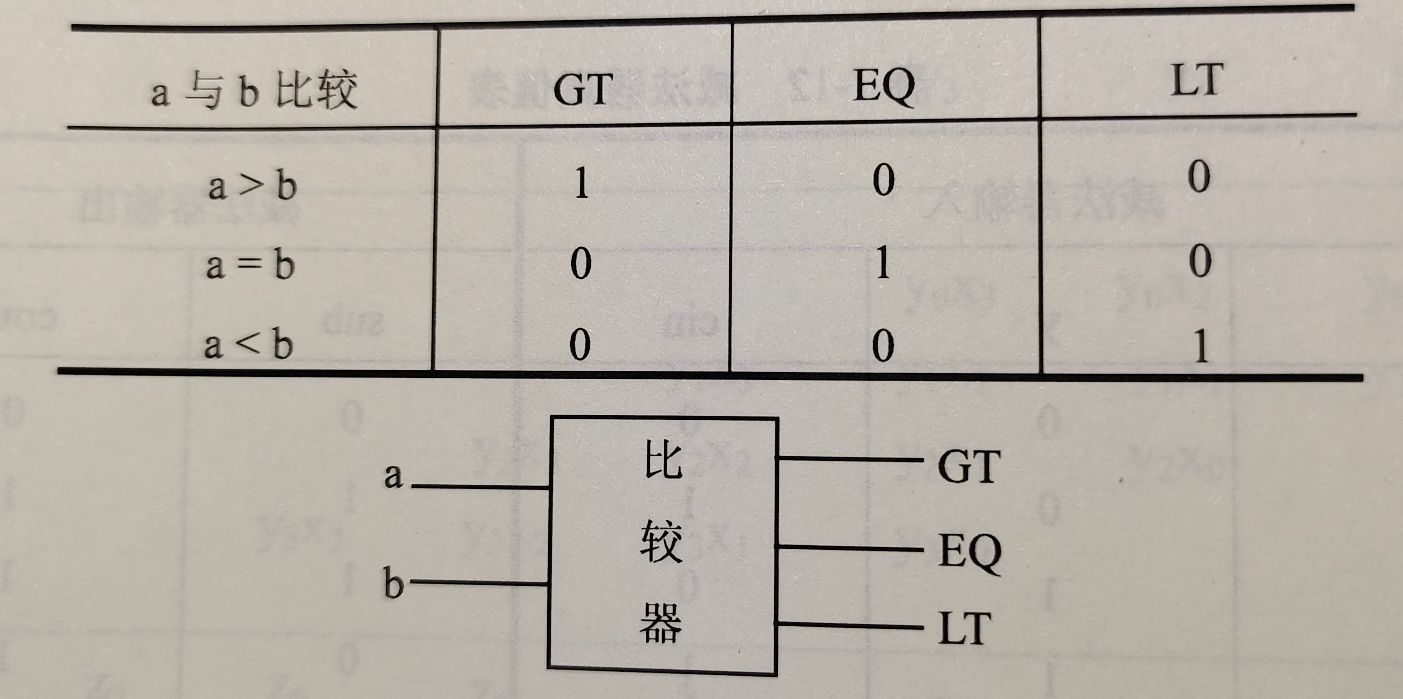 a 与 b 比较 GT EQ LT
a > b 1 0 0
a = b 0 1 0
a < b 0 0 1
a
b
比
较
器
GT
EQ
LT